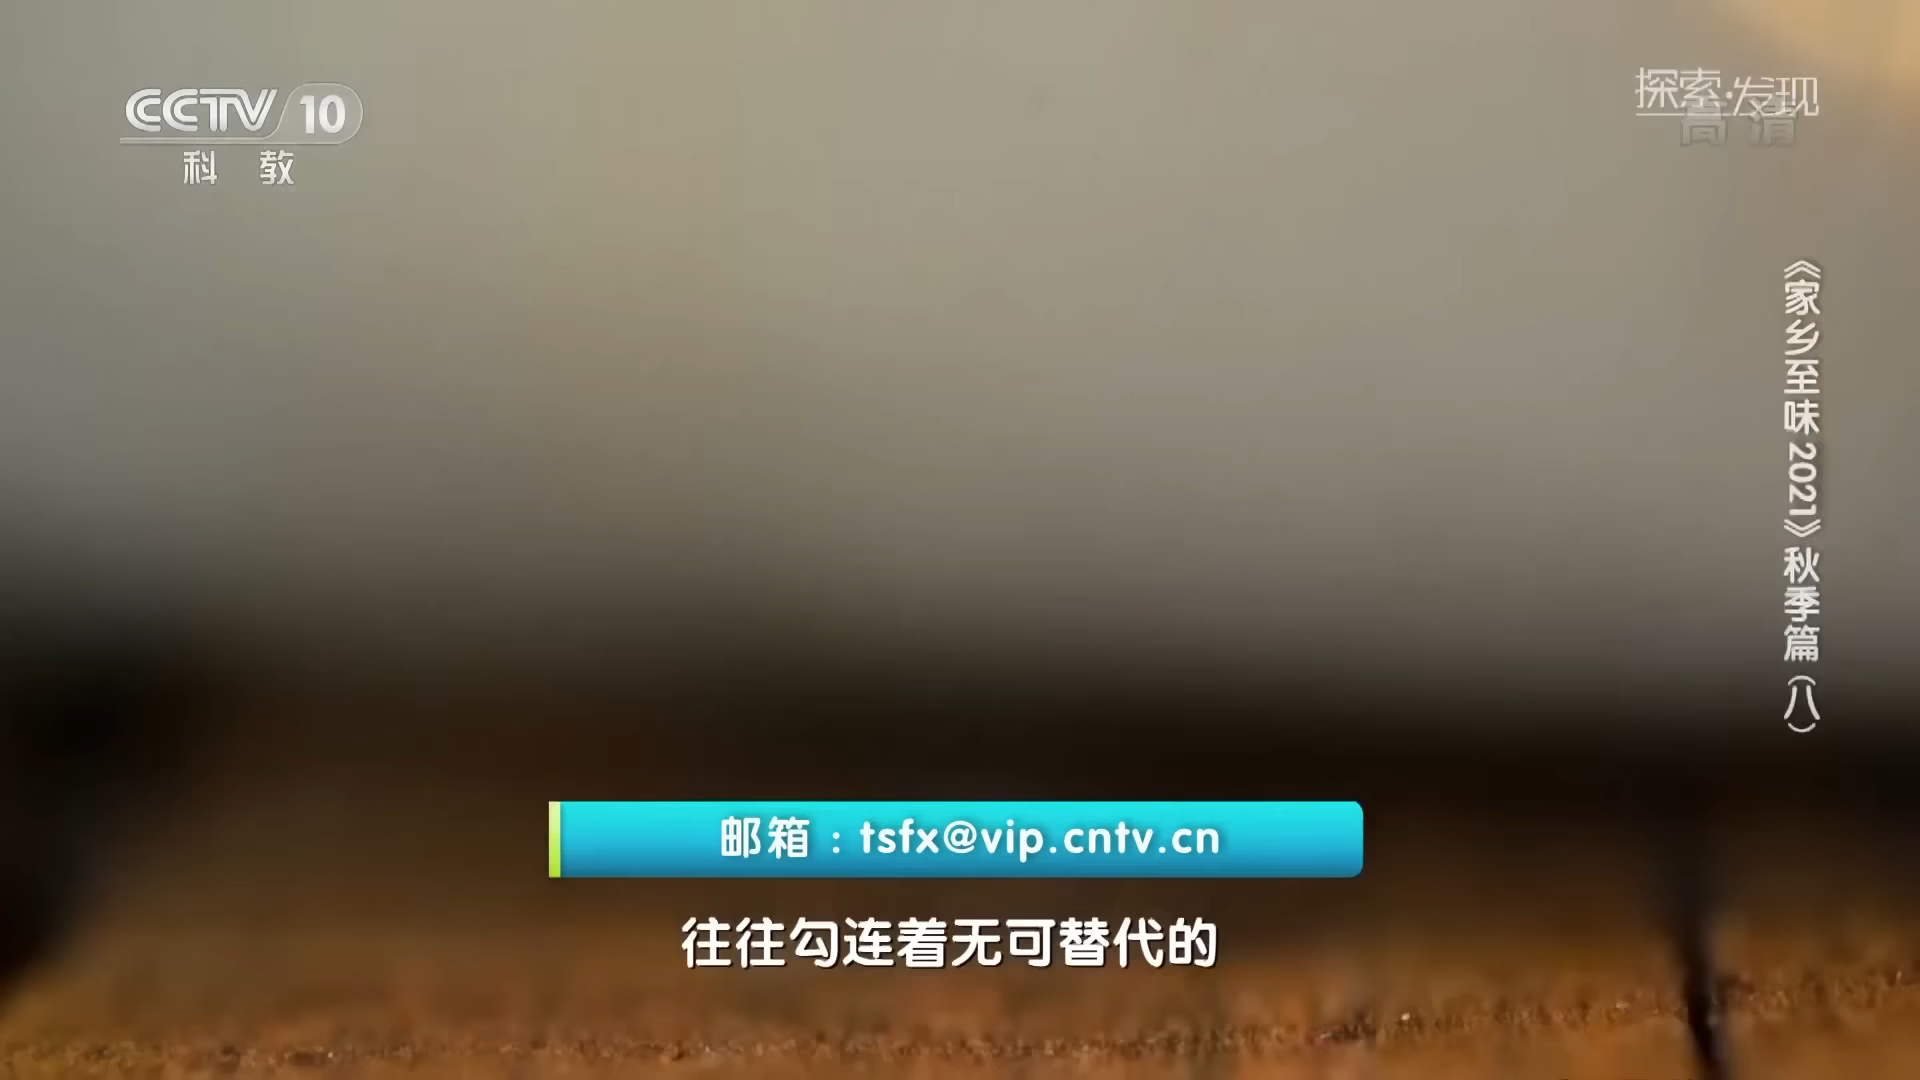 CCTV 10
科教
探索·发现
高清
《家乡至味2021》秋季篇（八）
邮箱：tsfx@vip.cntv.cn
往往勾连着无可替代的